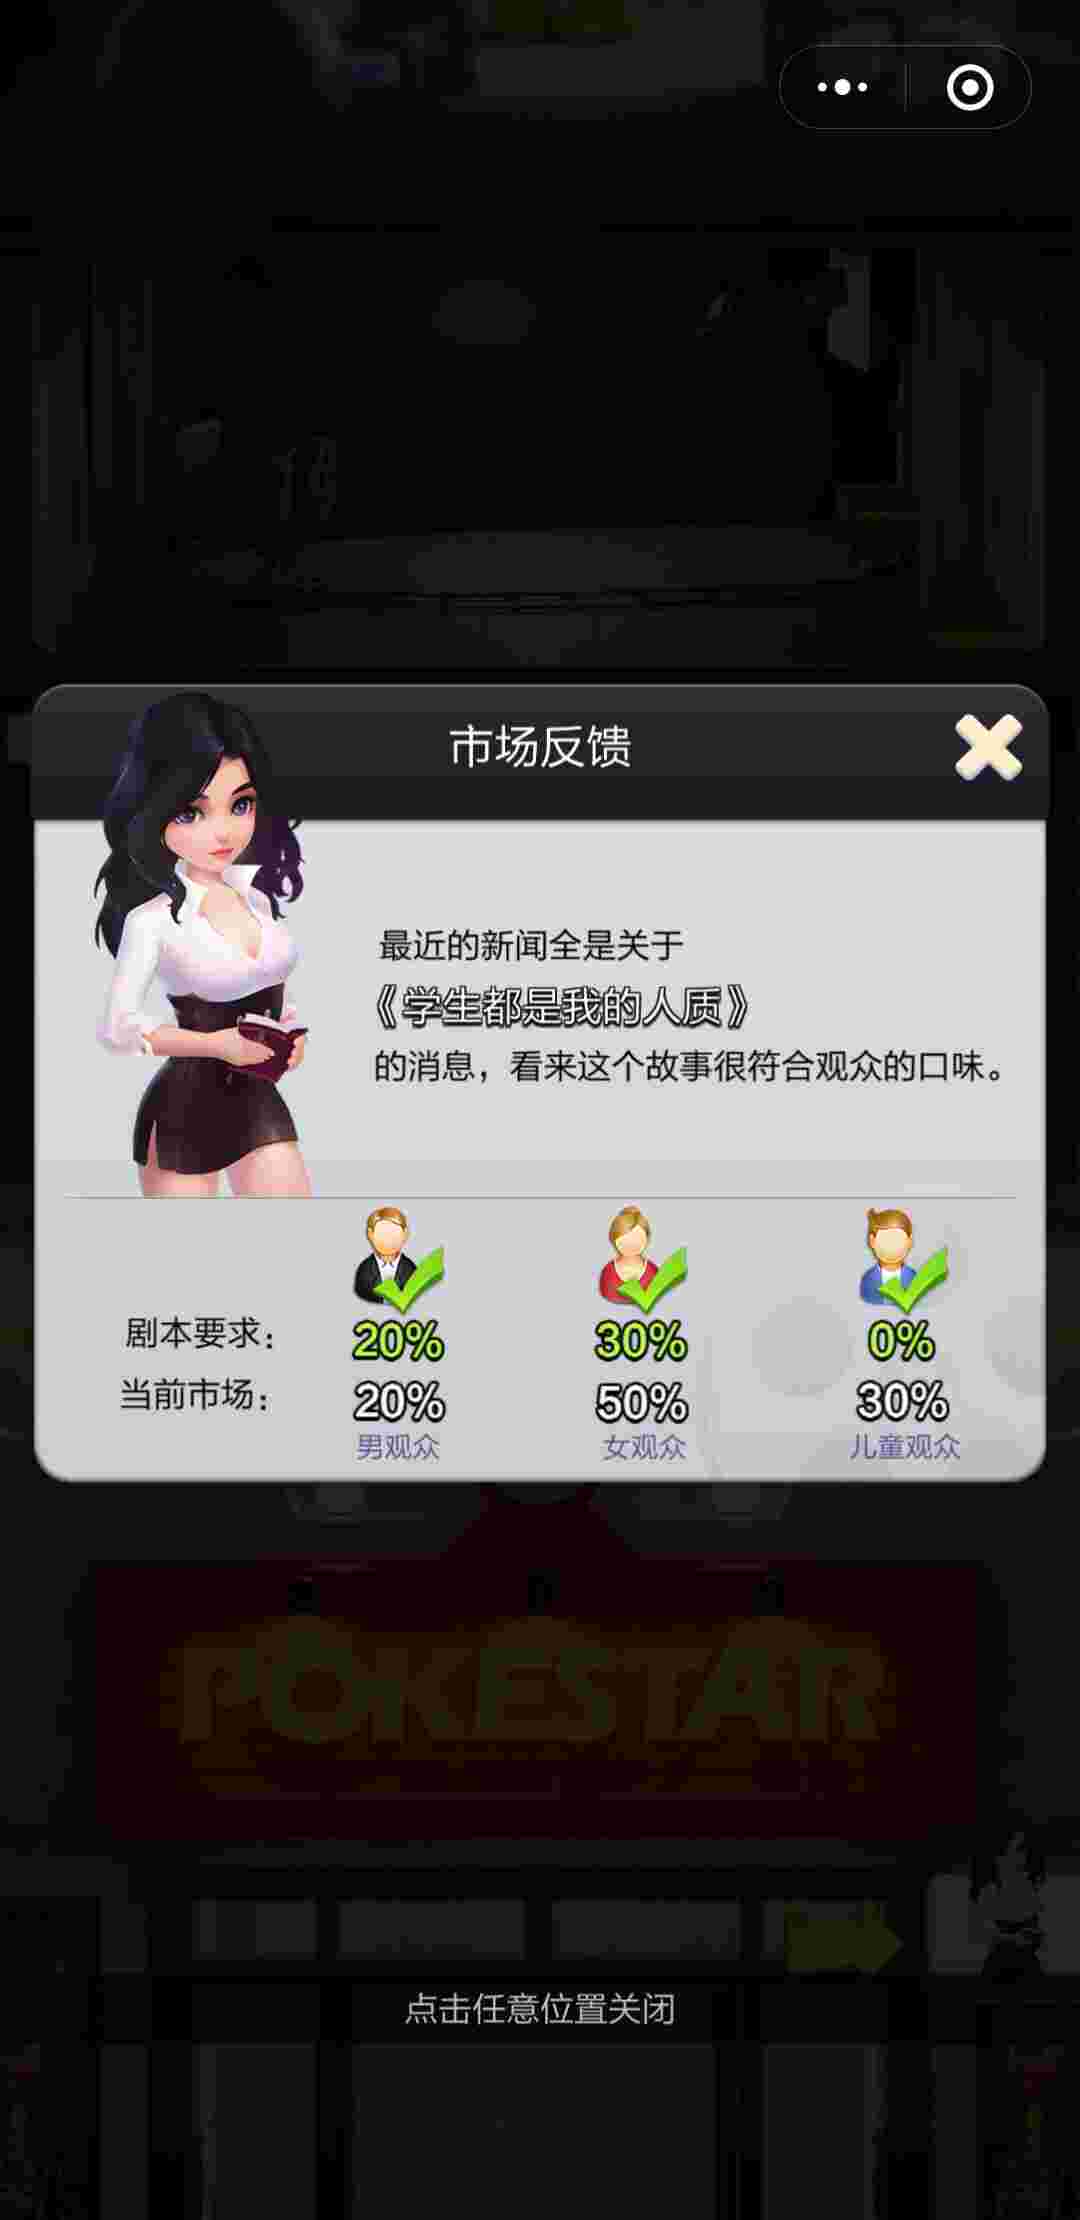 市场反馈
最近的新闻全是关于
《学生都是我的人质》
的消息，看来这个故事很符合观众的口味。
剧本要求： 20% 30% 0%
当前市场： 20% 50% 30%
男观众 女观众 儿童观众
POKESTAR
点击任意位置关闭